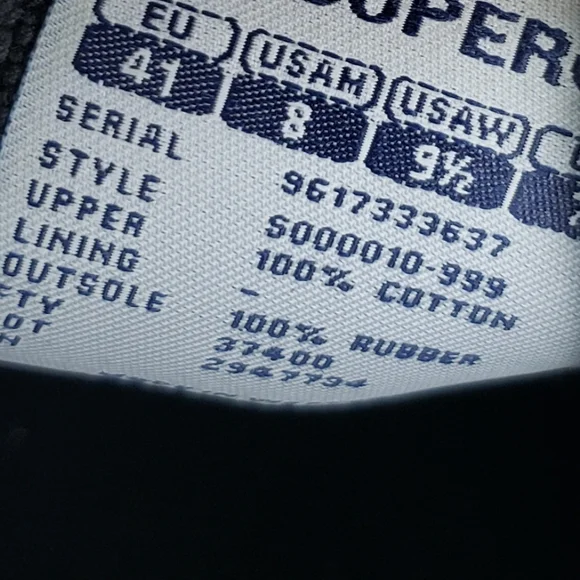 SUPERG
EU USAM USAW
41 8 9½
SERIAL 9617333637
STYLE S000010-999
UPPER 100% COTTON
LINING -
OUTSOLE 100% RUBBER
37400
2947794